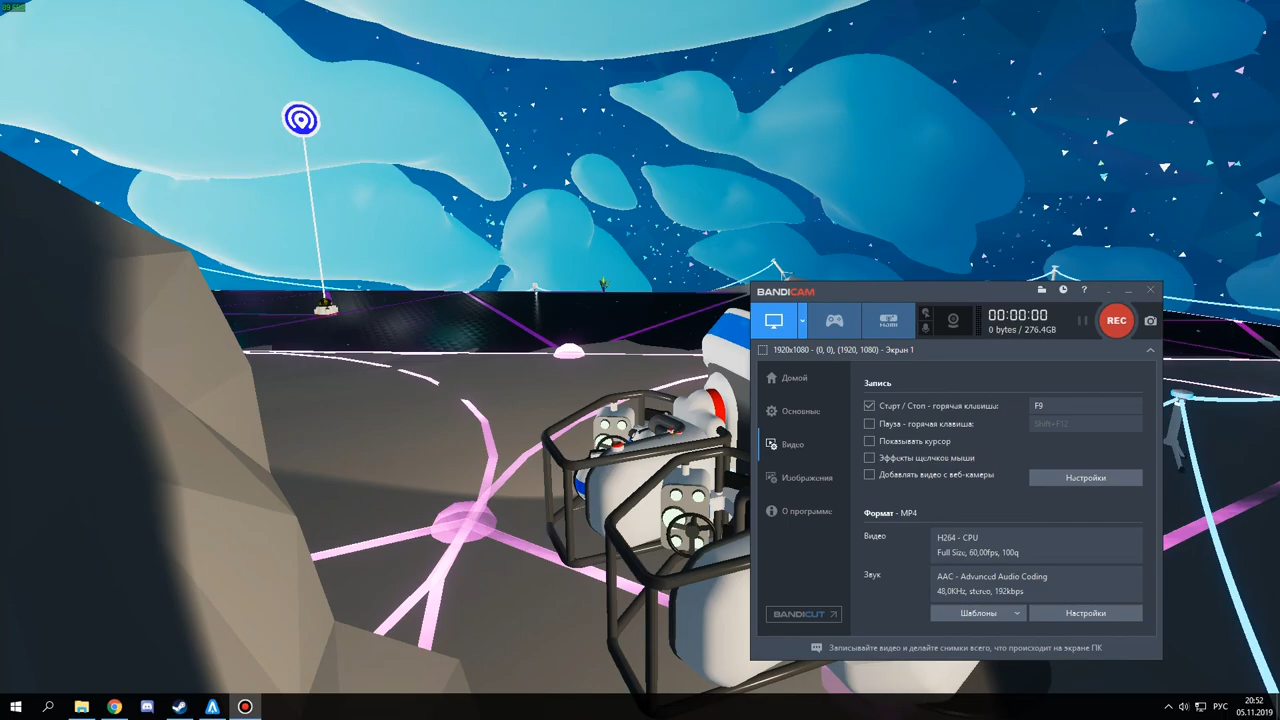 89 FPS
BANDICAM
HDMI
00:00:00
0 bytes / 276.4GB
REC
1920x1080 - (0, 0), (1920, 1080) - Экран 1
Домой
Основные
Видео
Изображения
О программе
BANDICUT
Запись
Старт / Стоп - горячая клавиша:
F9
Пауза - горячая клавиша:
Shift+F12
Показывать курсор
Эффекты щелчков мыши
Добавлять видео с веб-камеры
Настройки
Формат - MP4
Видео
H264 - CPU
Full Size, 60,00fps, 100q
Звук
AAC - Advanced Audio Coding
48,0KHz, stereo, 192kbps
Шаблоны
Настройки
Записывайте видео и делайте снимки всего, что происходит на экране ПК
РУС
20:52
05.11.2019